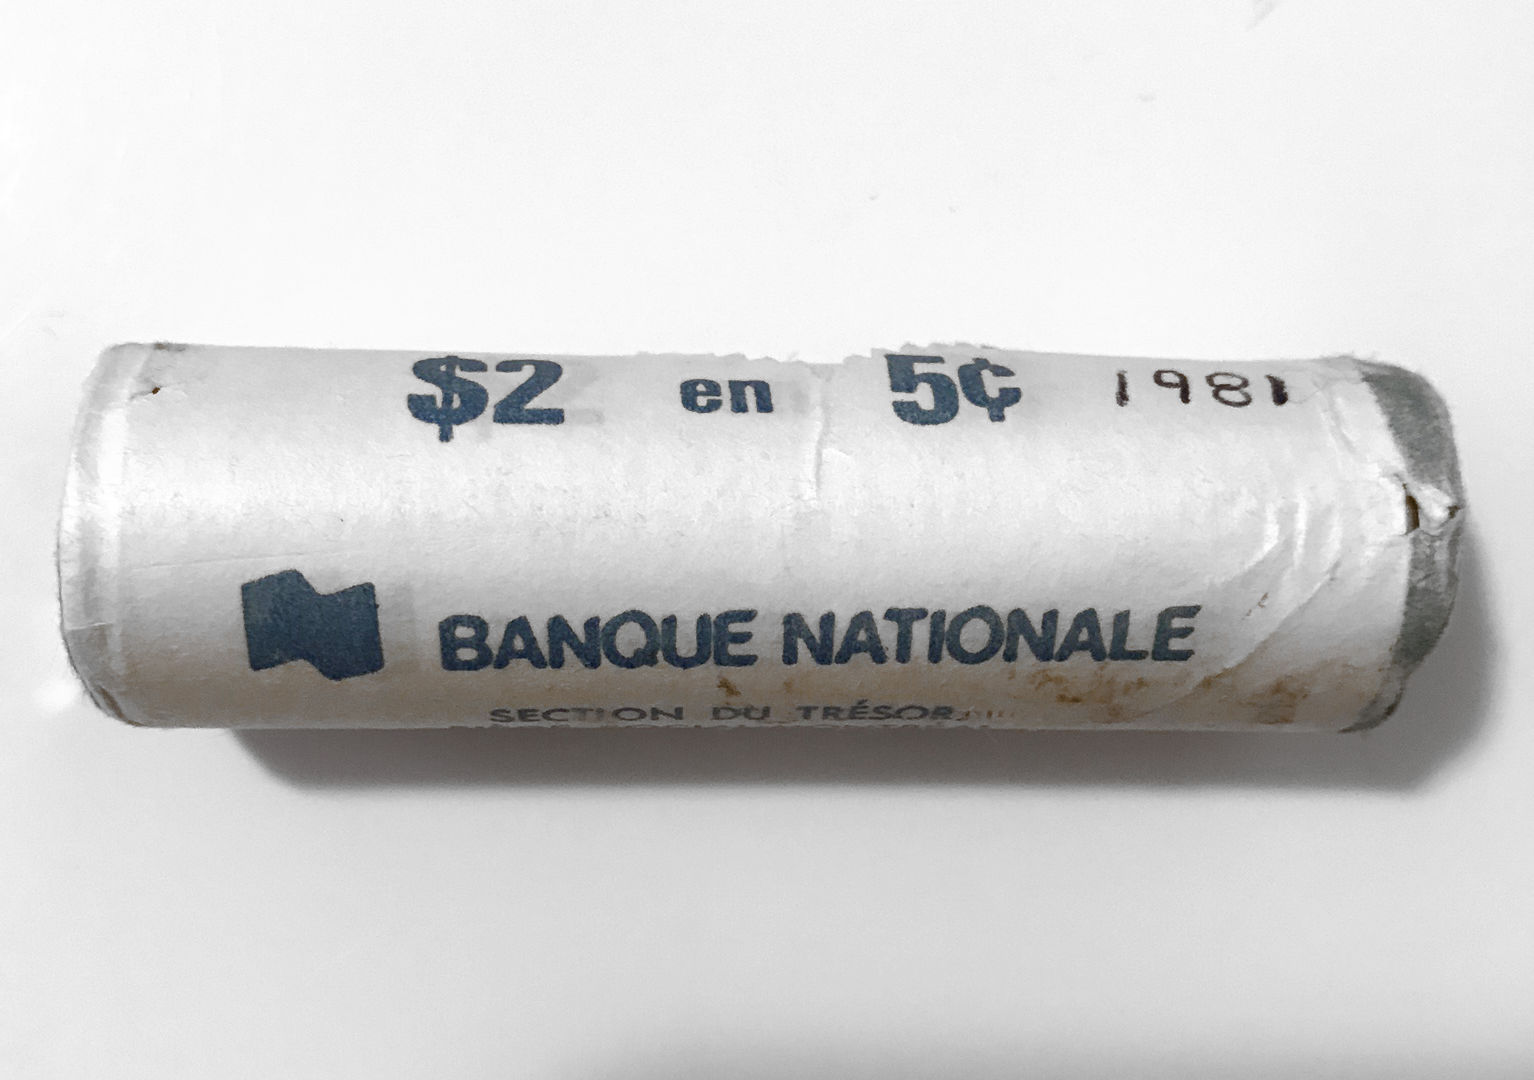 $2 en 5¢ 1981
BANQUE NATIONALE
SECTION DU TRÉSOR